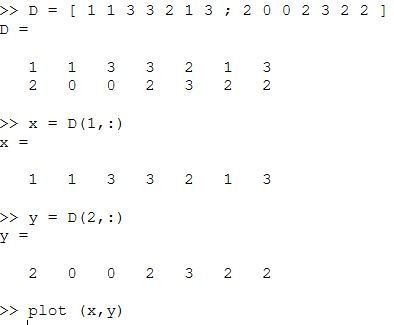 >> D = [ 1 1 3 3 2 1 3 ; 2 0 0 2 3 2 2 ]
D =
1 1 3 3 2 1 3
2 0 0 2 3 2 2
>> x = D(1,:)
x =
1 1 3 3 2 1 3
>> y = D(2,:)
y =
2 0 0 2 3 2 2
>> plot (x,y)